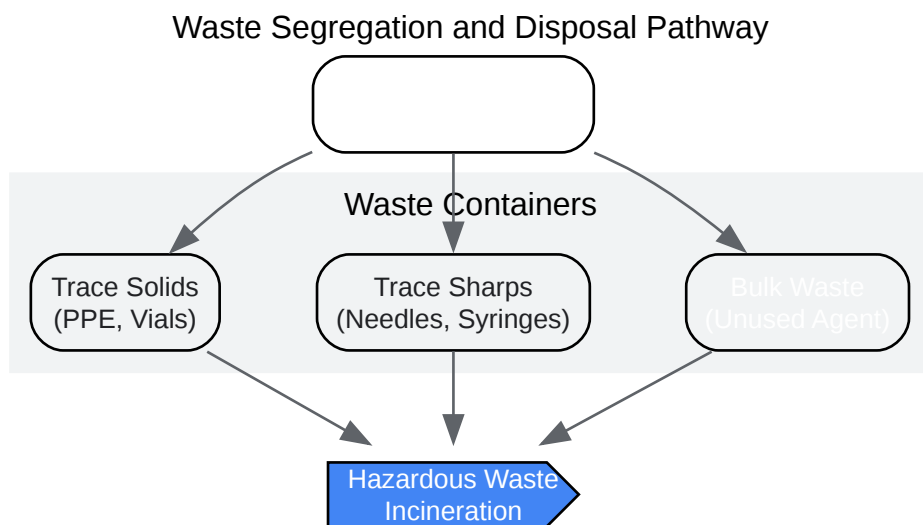 Waste Segregation and Disposal Pathway
Waste Containers
Trace Solids
(PPE, Vials)
Trace Sharps
(Needles, Syringes)
Bulk Waste
(Unused Agent)
Hazardous Waste
Incineration